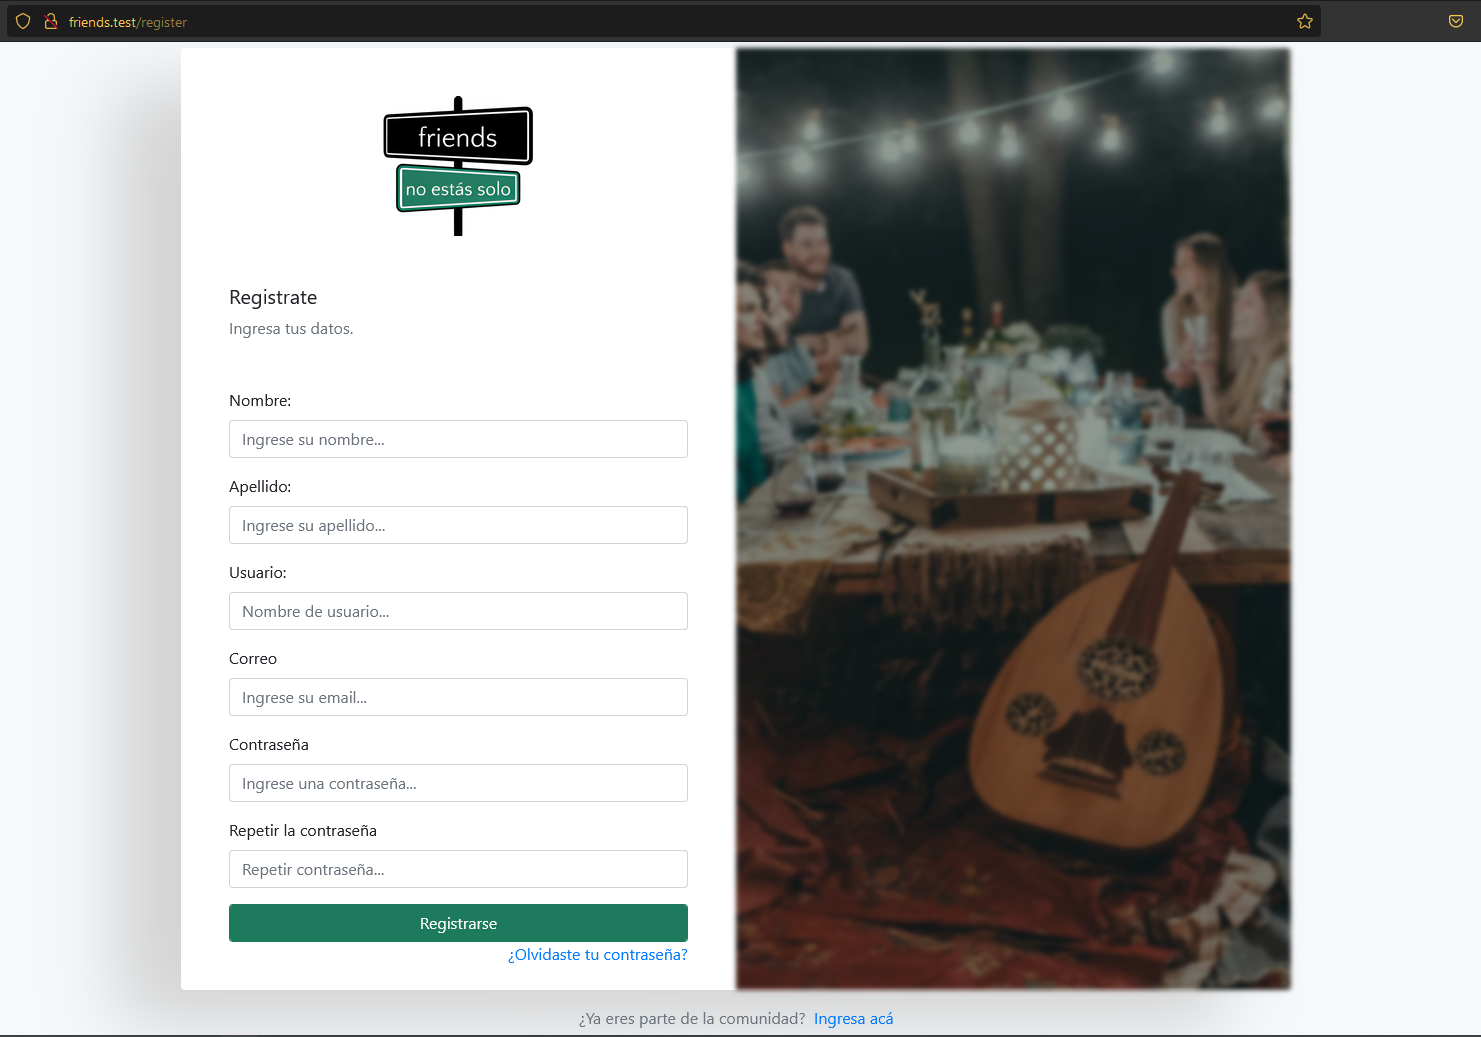 friends.test/register
friends
no estás solo
Registrate
Ingresa tus datos.
Nombre:
Ingrese su nombre...
Apellido:
Ingrese su apellido...
Usuario:
Nombre de usuario...
Correo
Ingrese su email...
Contraseña
Ingrese una contraseña...
Repetir la contraseña
Repetir contraseña...
Registrarse
¿Olvidaste tu contraseña?
¿Ya eres parte de la comunidad? Ingresa acá